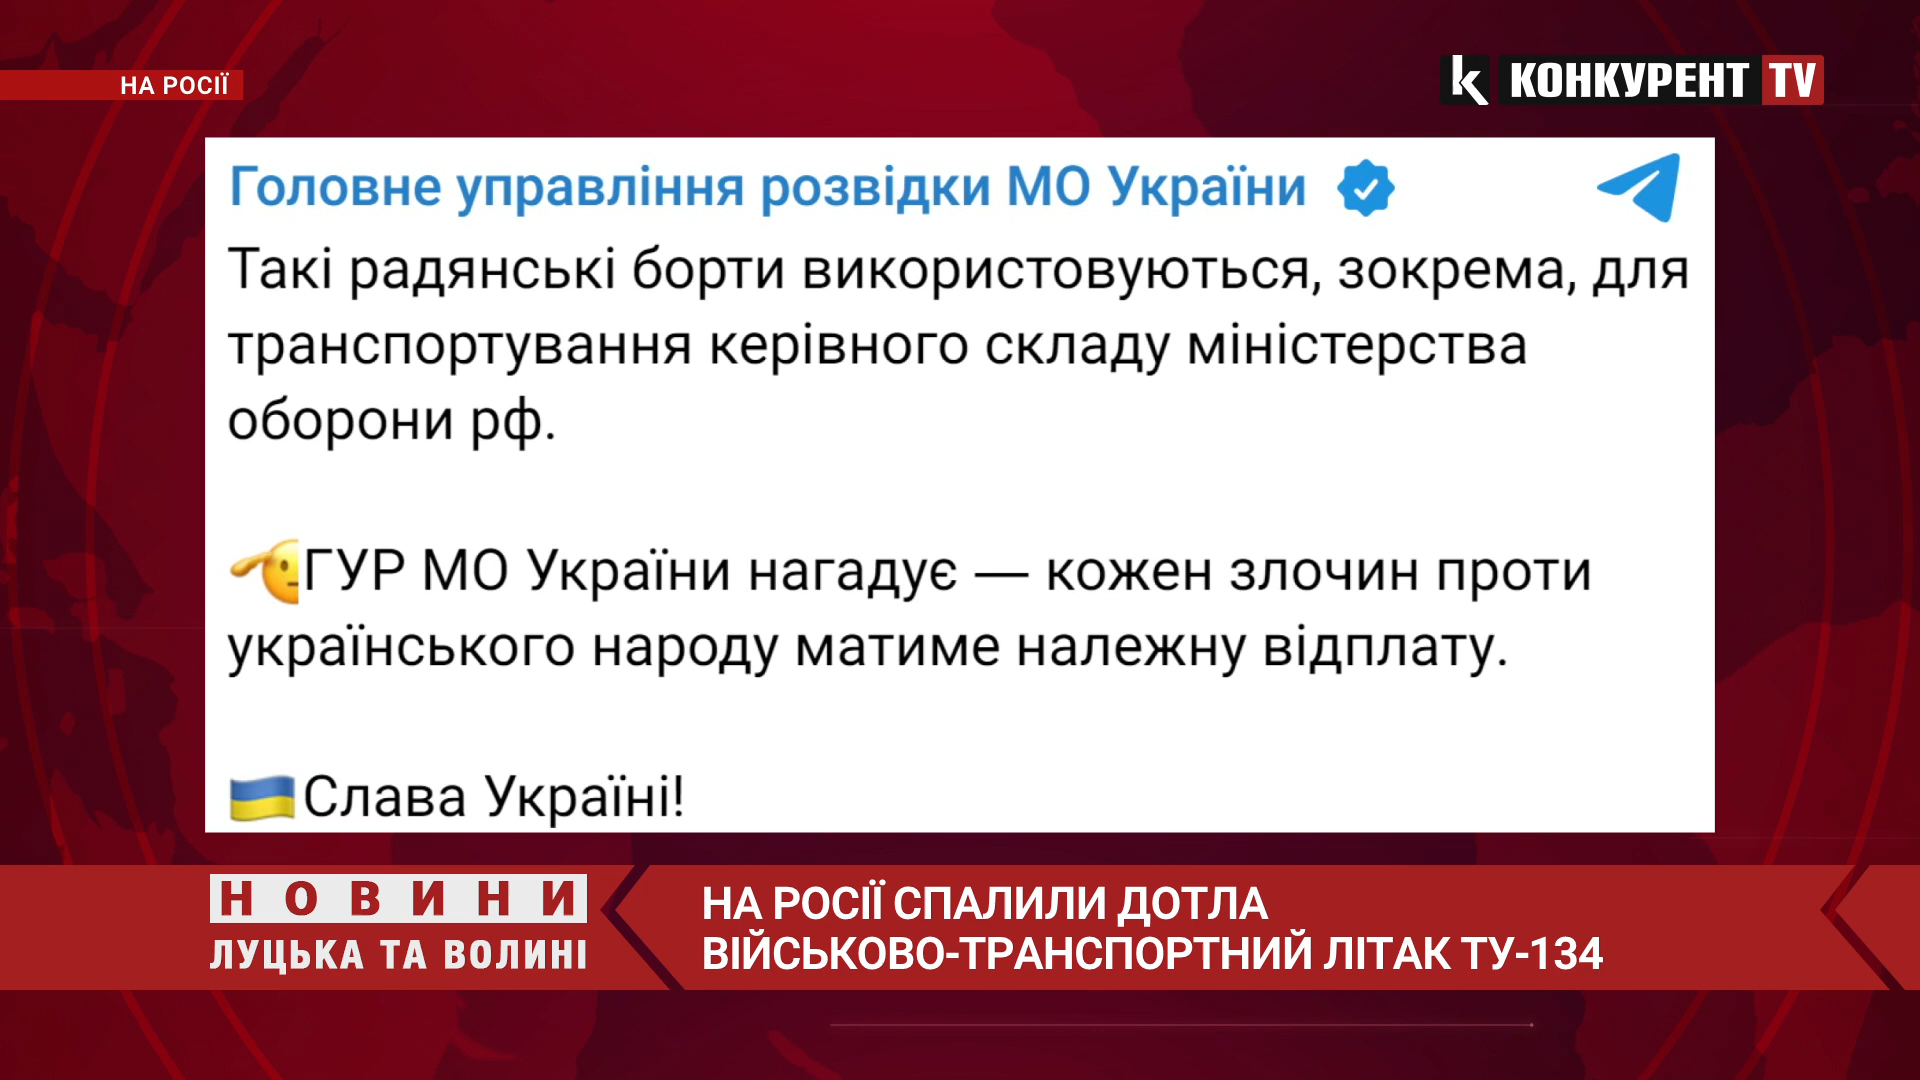 НА РОСІЇ
k КОНКУРЕНТ TV
Головне управління розвідки МО України
Такі радянські борти використовуються, зокрема, для
транспортування керівного складу міністерства
оборони рф.
ГУР МО України нагадує — кожен злочин проти
українського народу матиме належну відплату.
Слава Україні!
НОВИНИ
ЛУЦЬКА ТА ВОЛИНІ
НА РОСІЇ СПАЛИЛИ ДОТЛА
ВІЙСЬКОВО-ТРАНСПОРТНИЙ ЛІТАК ТУ-134